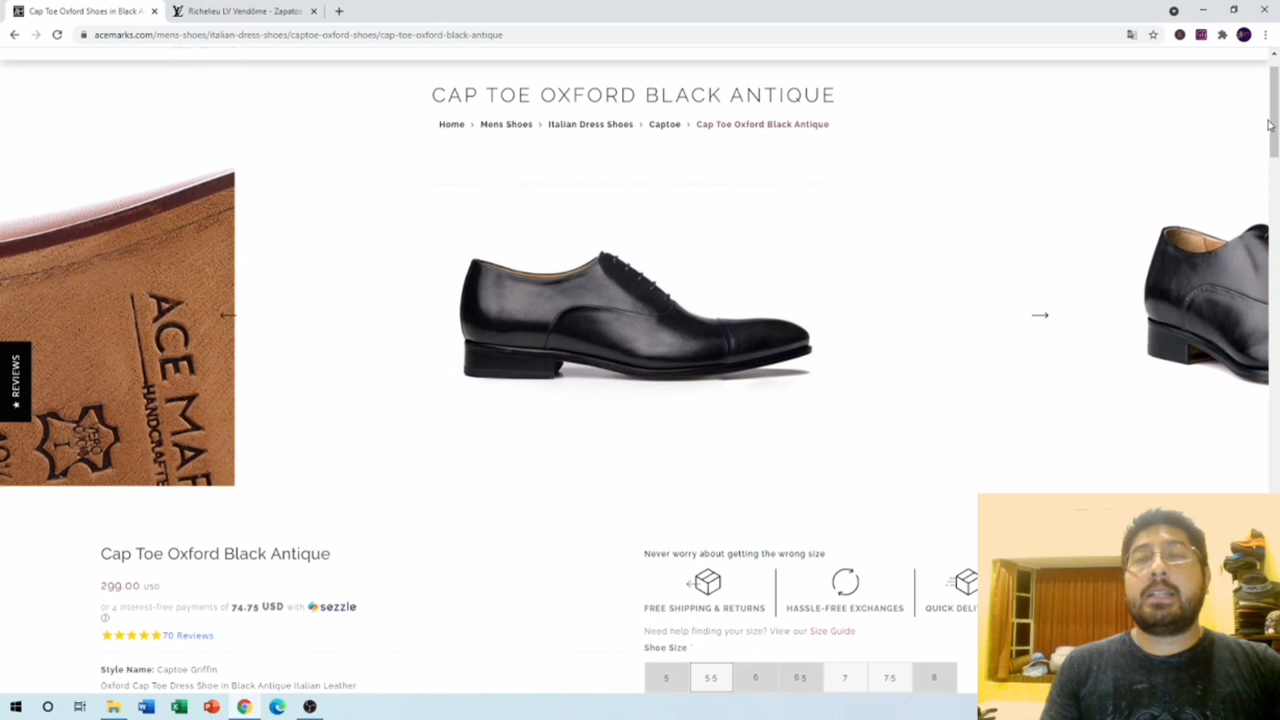 Cap Toe Oxford Shoes in Black A
Richelieu LV Vendôme - Zapatos
acemarks.com/mens-shoes/italian-dress-shoes/captoe-oxford-shoes/cap-toe-oxford-black-antique
CAP TOE OXFORD BLACK ANTIQUE
Home > Mens Shoes > Italian Dress Shoes > Captoe > Cap Toe Oxford Black Antique
ACE MAR
HANDCRAFTE
★ REVIEWS
Cap Toe Oxford Black Antique
299.00 USD
or 4 interest-free payments of 74.75 USD with sezzle
70 Reviews
Style Name: Captoe Griffin
Oxford Cap Toe Dress Shoe in Black Antique Italian Leather
Never worry about getting the wrong size
FREE SHIPPING & RETURNS
HASSLE-FREE EXCHANGES
QUICK DELI
Need help finding your size? View our Size Guide
Shoe Size *
5 5.5 6 6.5 7 7.5 8